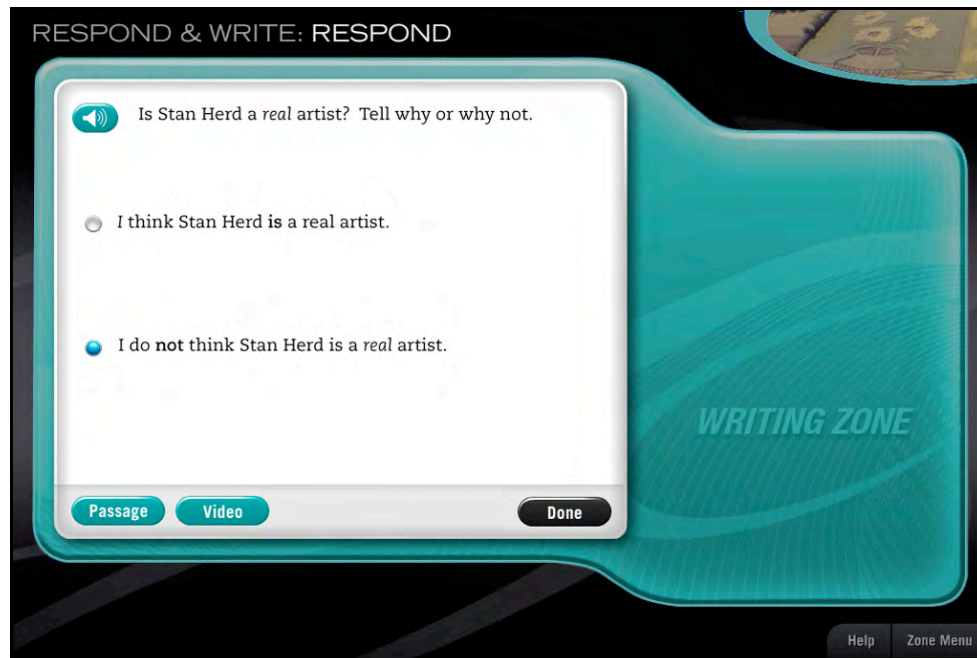 RESPOND & WRITE: RESPOND
Is Stan Herd a real artist? Tell why or why not.
I think Stan Herd is a real artist.
I do not think Stan Herd is a real artist.
WRITING ZONE
Passage Video Done
Help Zone Menu